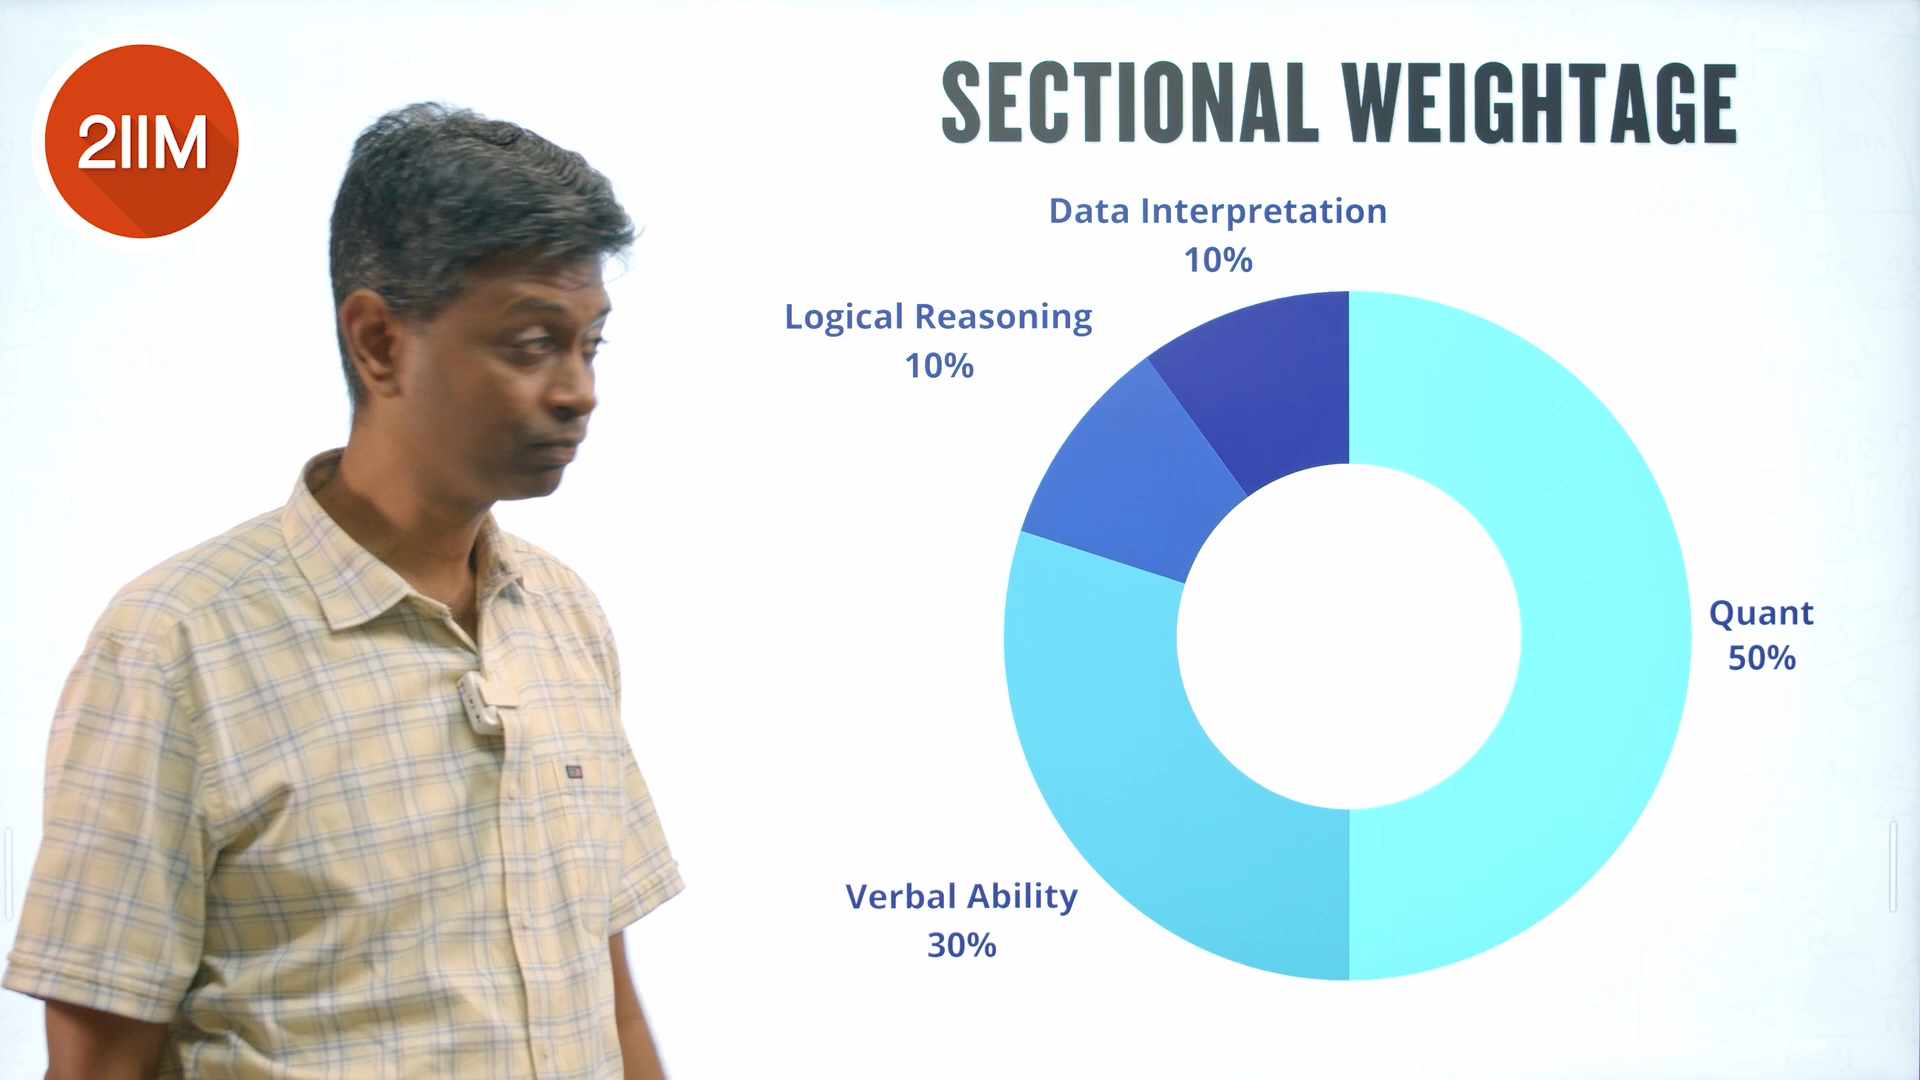 2IIM
SECTIONAL WEIGHTAGE
Data Interpretation
10%
Logical Reasoning
10%
Quant
50%
Verbal Ability
30%